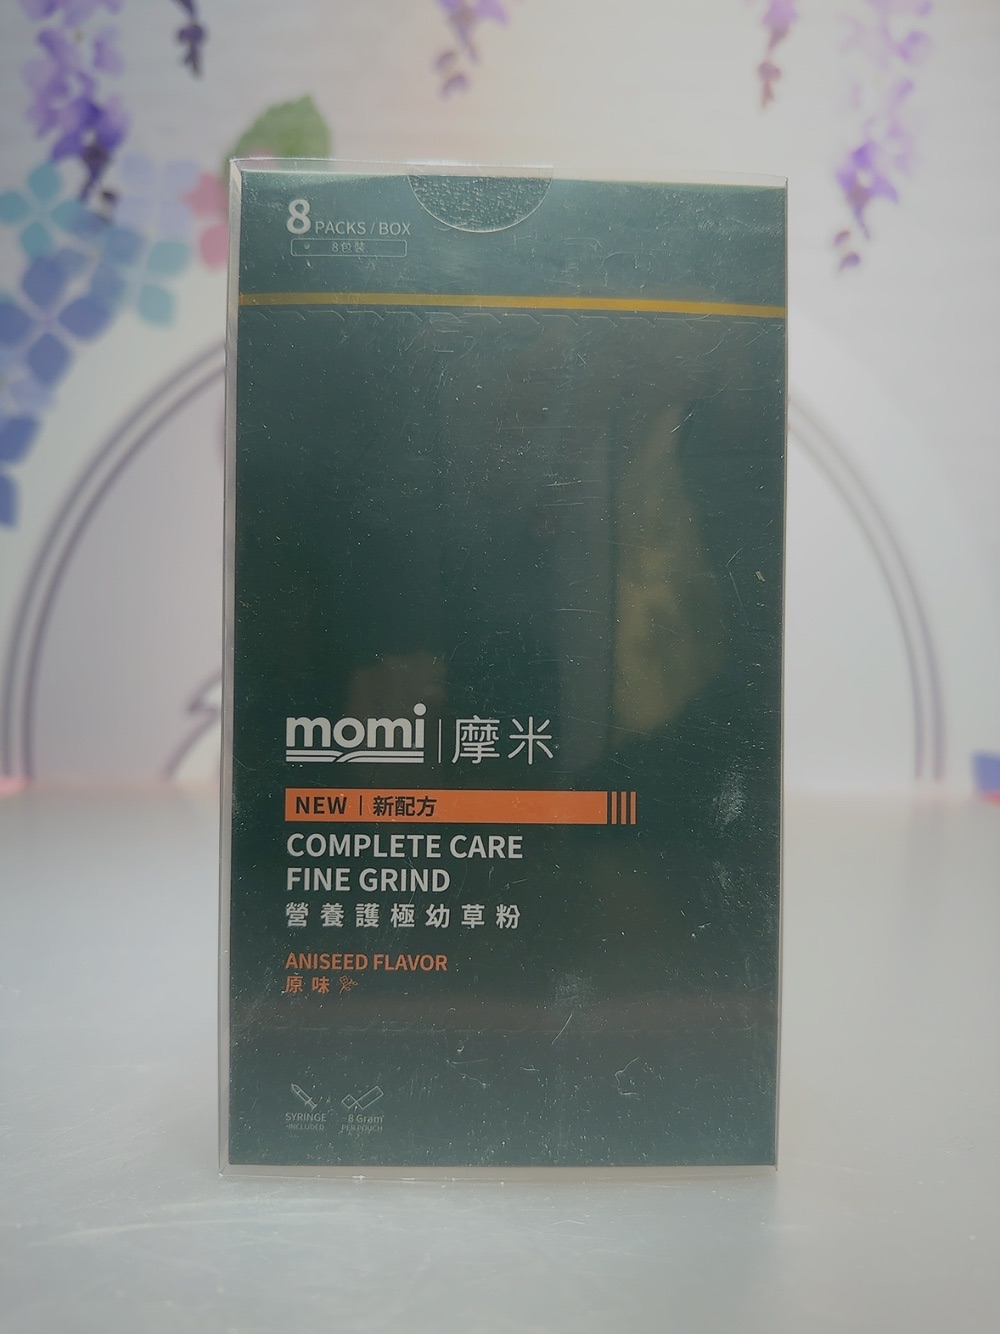 8 PACKS / BOX
8包裝
momi | 摩米
NEW | 新配方
COMPLETE CARE
FINE GRIND
營養護極幼草粉
ANISEED FLAVOR
原味
SYRINGE
INCLUDED
8 Gram
PER POUCH